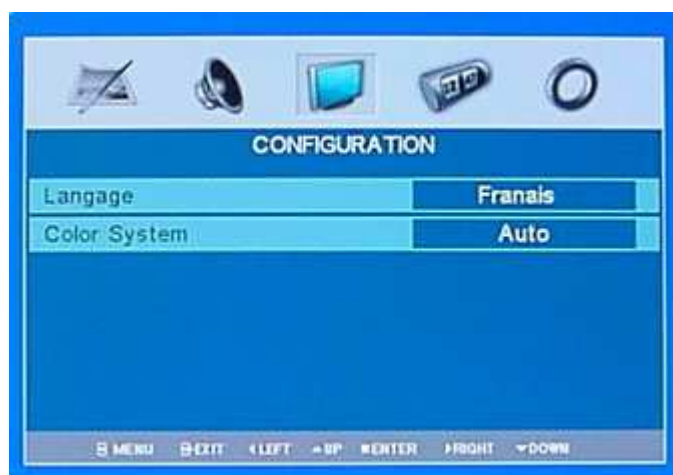 CONFIGURATION
Langage Franais
Color System Auto
MENU EXIT LEFT UP ENTER RIGHT DOWN